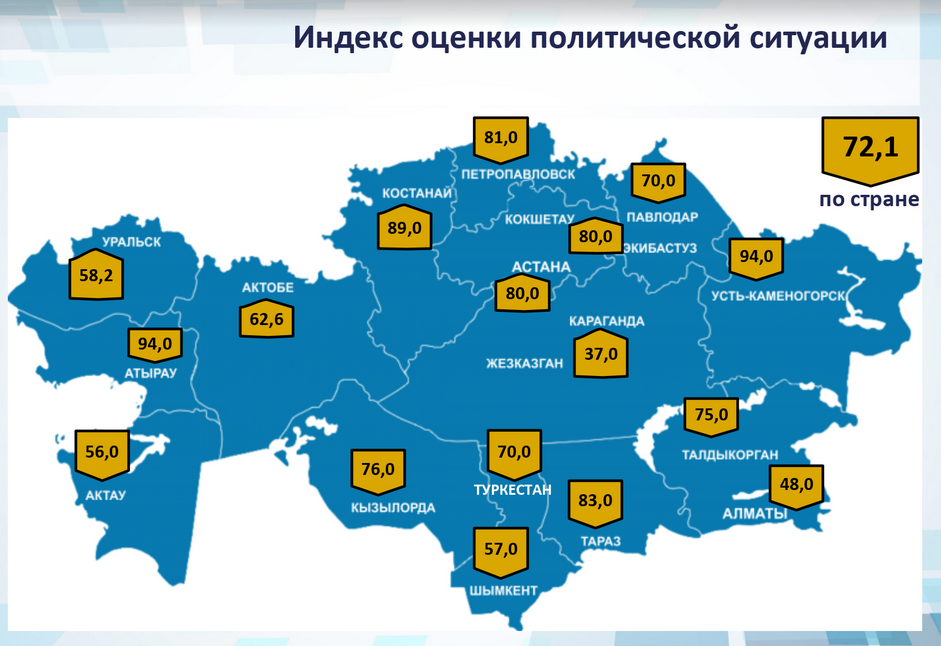 Индекс оценки политической ситуации
81,0
72,1
ПЕТРОПАВЛОВСК
70,0
по стране
КОСТАНАЙ
КОКШЕТАУ
ПАВЛОДАР
89,0
80,0
ЭКИБАСТУЗ
УРАЛЬСК
94,0
58,2
АСТАНА
АКТОБЕ
80,0
УСТЬ-КАМЕНОГОРСК
62,6
КАРАГАНДА
94,0
ЖЕЗКАЗГАН
37,0
АТЫРАУ
75,0
56,0
70,0
ТАЛДЫКОРГАН
76,0
48,0
АКТАУ
ТУРКЕСТАН
КЫЗЫЛОРДА
83,0
АЛМАТЫ
57,0
ТАРАЗ
ШЫМКЕНТ